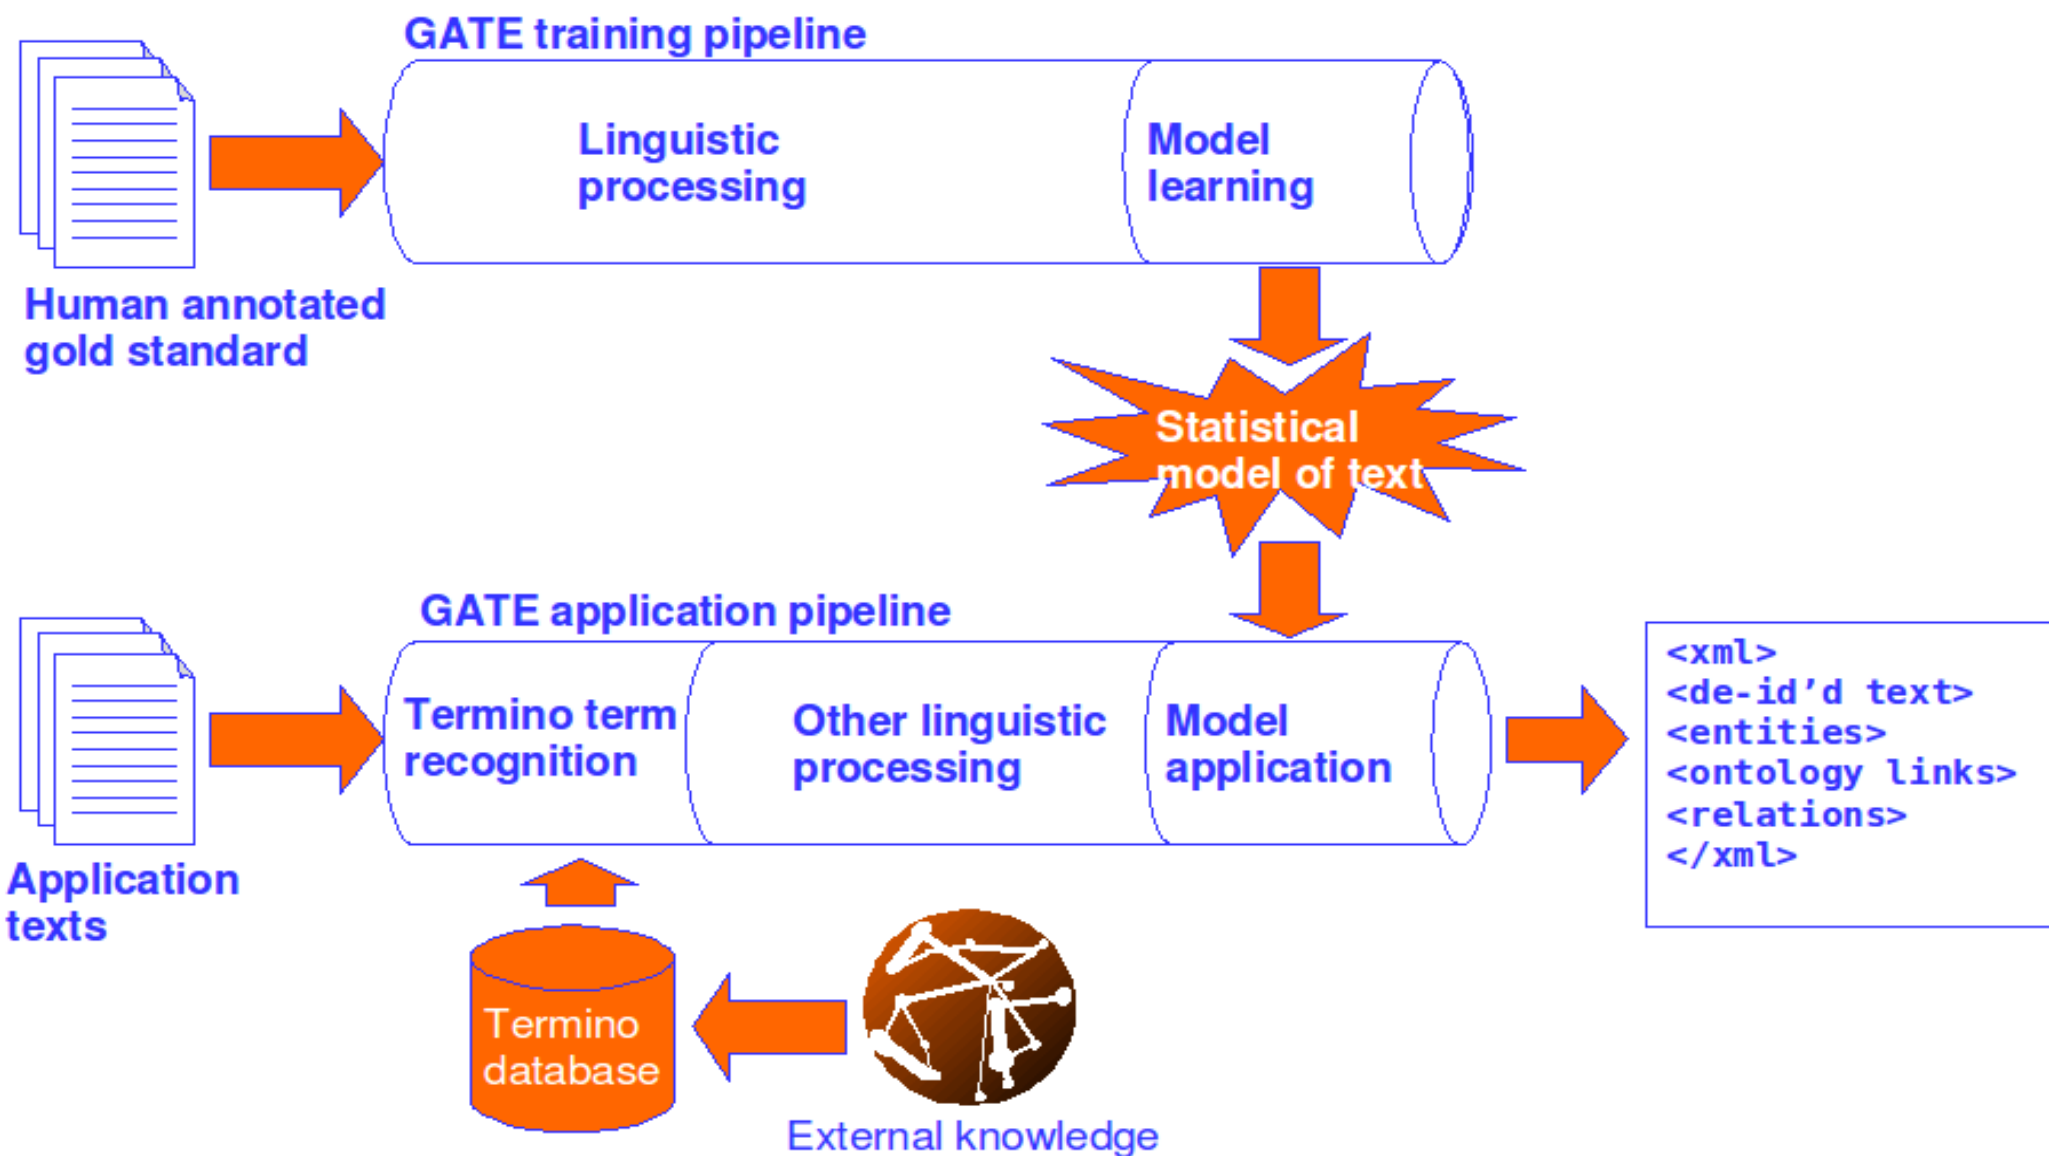 GATE training pipeline
Linguistic
processing
Model
learning
Human annotated
gold standard
Statistical
model of text
GATE application pipeline
Termino term
recognition
Other linguistic
processing
Model
application
<xml>
<de-id’d text>
<entities>
<ontology links>
<relations>
</xml>
Application
texts
Termino
database
External knowledge